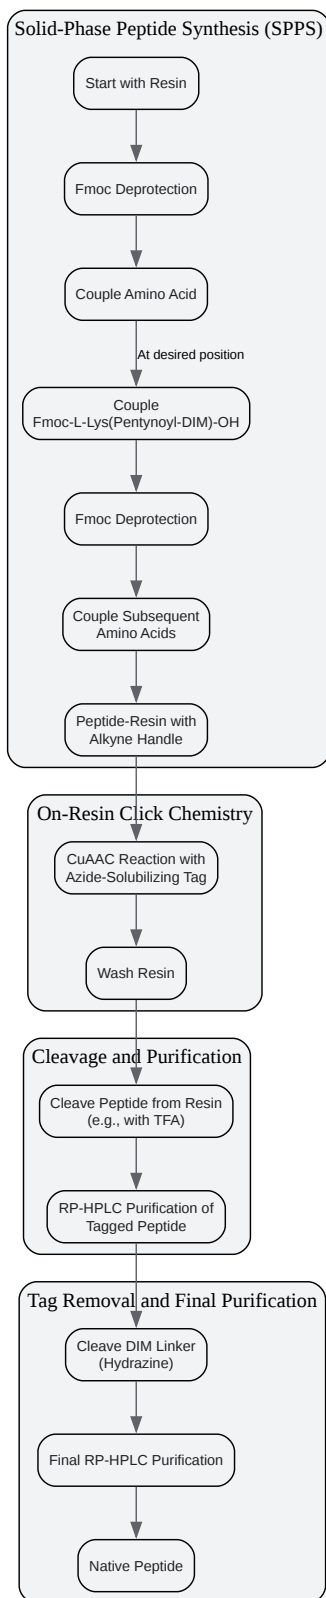 Solid-Phase Peptide Synthesis (SPPS)
Start with Resin
Fmoc Deprotection
Couple Amino Acid
At desired position
Couple
Fmoc-L-Lys(Pentynoyl-DIM)-OH
Fmoc Deprotection
Couple Subsequent
Amino Acids
Peptide-Resin with
Alkyne Handle
On-Resin Click Chemistry
CuAAC Reaction with
Azide-Solubilizing Tag
Wash Resin
Cleavage and Purification
Cleave Peptide from Resin
(e.g., with TFA)
RP-HPLC Purification of
Tagged Peptide
Tag Removal and Final Purification
Cleave DIM Linker
(Hydrazine)
Final RP-HPLC Purification
Native Peptide